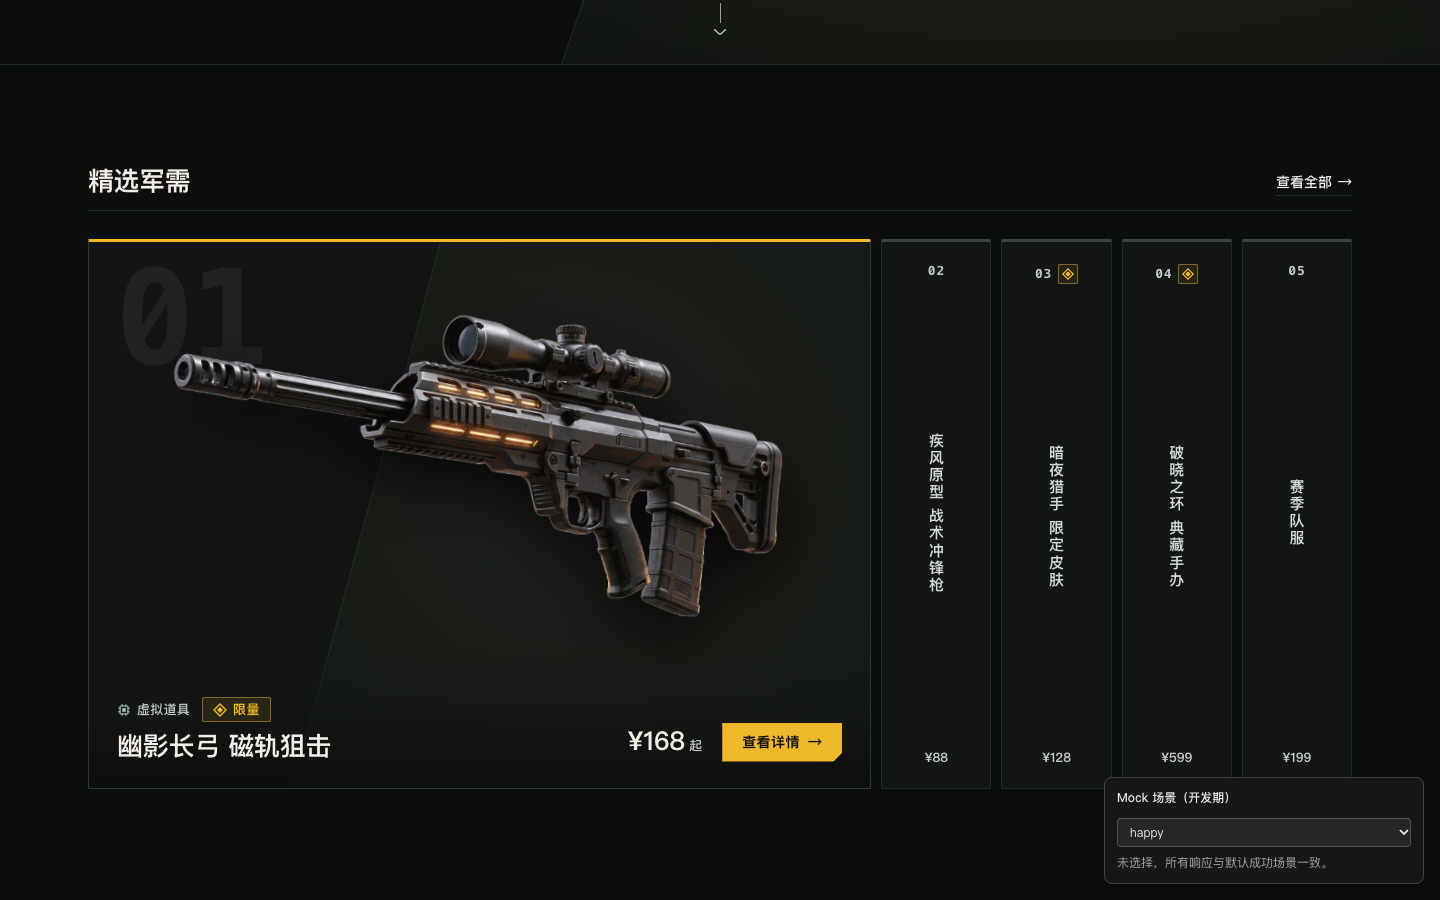 精选军需
查看全部 →
01
虚拟道具
限量
幽影长弓 磁轨狙击
¥168 起
查看详情 →
02
疾风原型 战术冲锋枪
¥88
03
暗夜猎手 限定皮肤
¥128
04
破晓之环 典藏手办
¥599
05
赛季队服
¥199
Mock 场景（开发期）
happy
未选择，所有响应与默认成功场景一致。